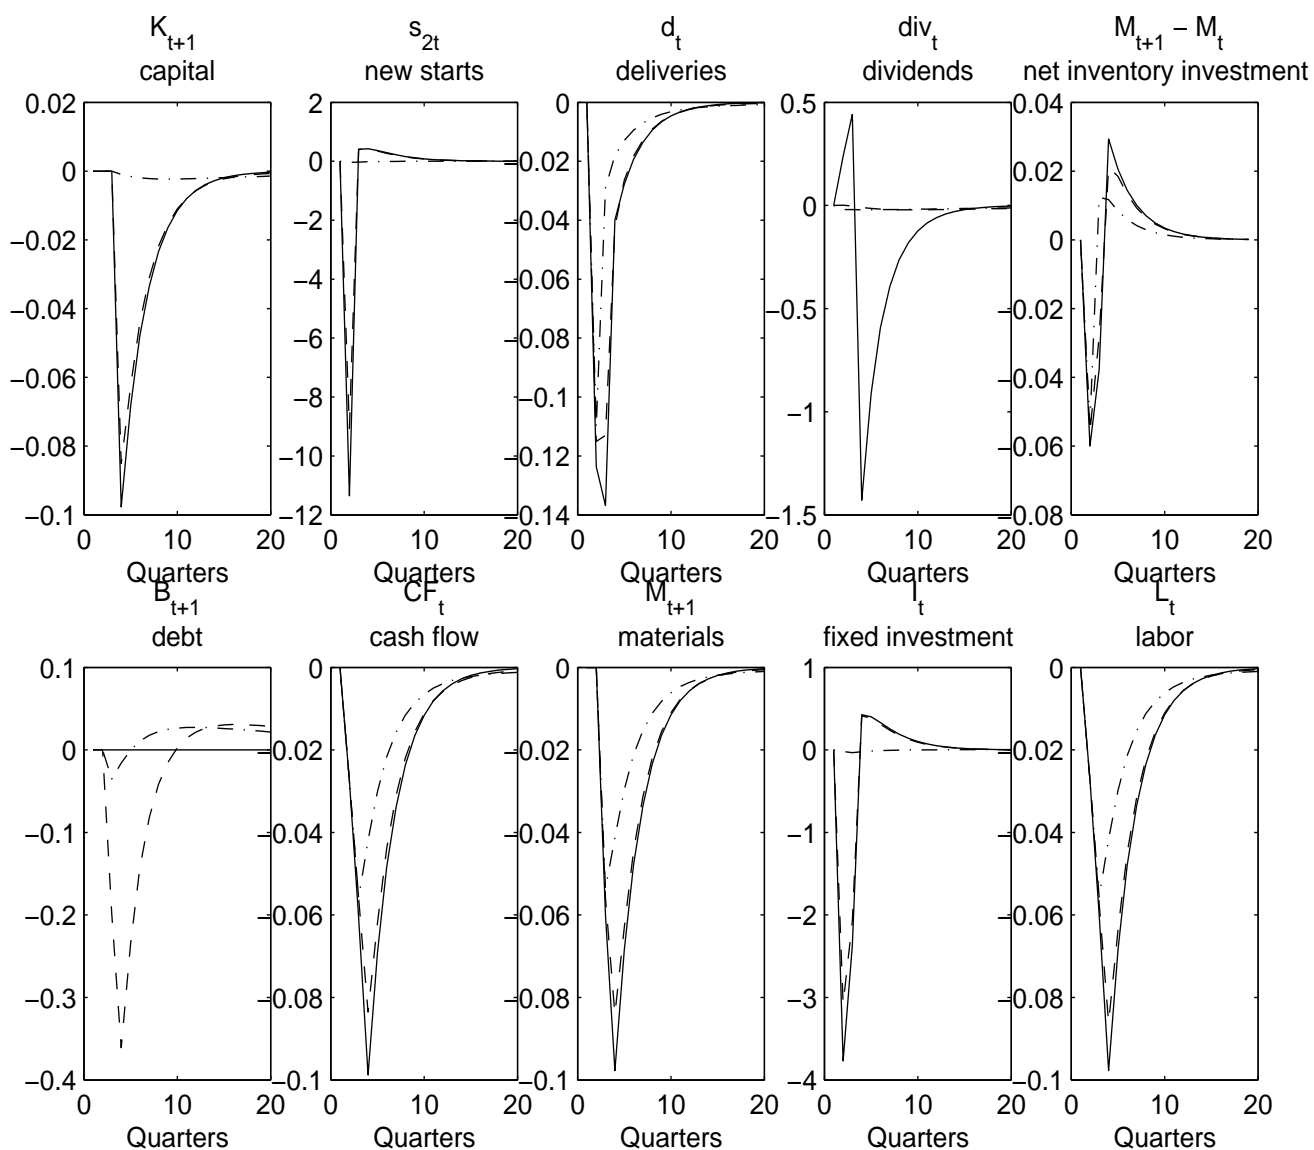 K_{t+1} s_{2t} d_t div_t M_{t+1} − M_t
capital new starts deliveries dividends net inventory investment
0.02 2 0 0.5 0.04
0 0 −0.02 0 0.02
−0.02 −2 −0.04 −0.5 0
−0.04 −4 −0.06 −1 −0.02
−0.06 −6 −0.08 −1.5 −0.04
−0.08 −8 −0.1 −0.06
−0.1 −10 −0.12 −0.08
−12 −0.14
0 10 20 0 10 20 0 10 20 0 10 20 0 10 20
Quarters Quarters Quarters Quarters Quarters
B_{t+1} CF_t M_{t+1} I_t L_t
debt cash flow materials fixed investment labor
0.1 0 0 1 0
0 −0.02 −0.02 0 −0.02
−0.1 −0.04 −0.04 −1 −0.04
−0.2 −0.06 −0.06 −2 −0.06
−0.3 −0.08 −0.08 −3 −0.08
−0.4 −0.1 −0.1 −4 −0.1
0 10 20 0 10 20 0 10 20 0 10 20 0 10 20
Quarters Quarters Quarters Quarters Quarters